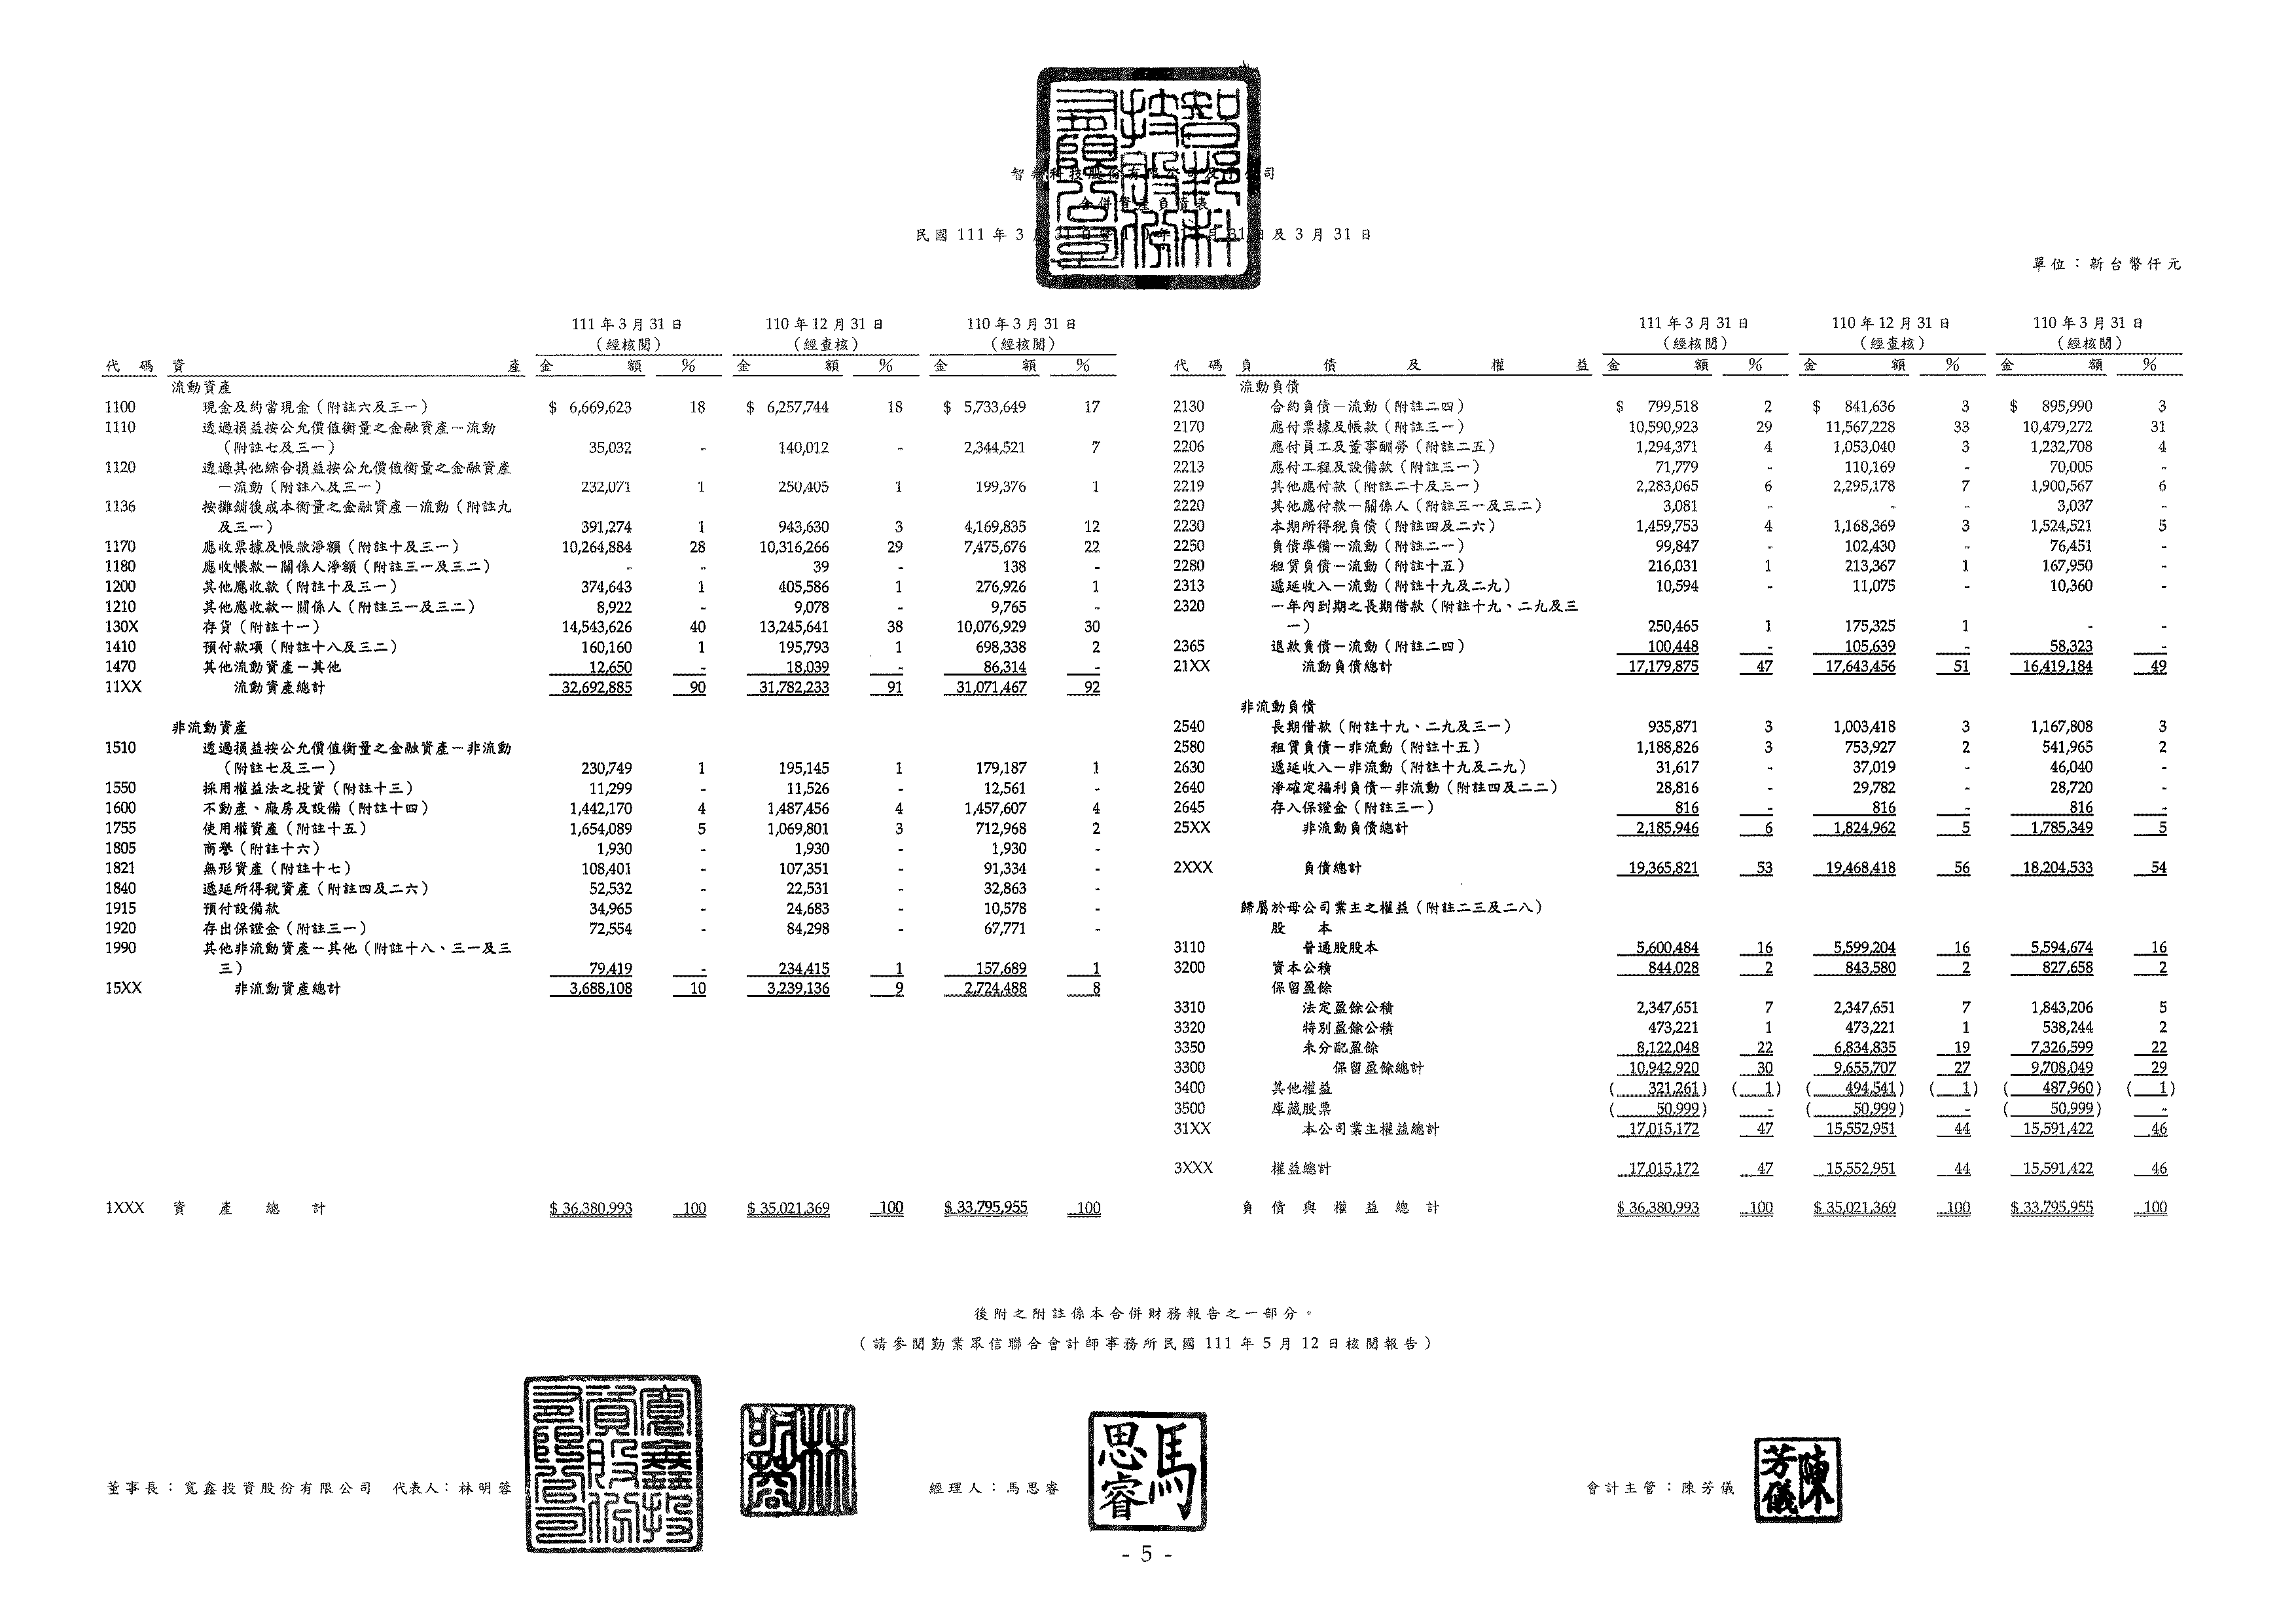 智邦科技股份有限公司及子公司
合併資產負債表
民國 111 年 3 月 31 日暨 110 年 12 月 31 日及 3 月 31 日
單位：新台幣仟元
111 年 3 月 31 日 110 年 12 月 31 日 110 年 3 月 31 日
（經核閱） （經查核） （經核閱）
代 碼 資 產 金 額 % 金 額 % 金 額 %
流動資產
1100 現金及約當現金（附註六及三一） $ 6,669,623 18 $ 6,257,744 18 $ 5,733,649 17
1110 透過損益按公允價值衡量之金融資產－流動
（附註七及三一） 35,032 - 140,012 - 2,344,521 7
1120 透過其他綜合損益按公允價值衡量之金融資產
－流動（附註八及三一） 232,071 1 250,405 1 199,376 1
1136 按攤銷後成本衡量之金融資產－流動（附註九
及三一） 391,274 1 943,630 3 4,169,835 12
1170 應收票據及帳款淨額（附註十及三一） 10,264,884 28 10,316,266 29 7,475,676 22
1180 應收帳款－關係人淨額（附註三一及三二） - - 39 - 138 -
1200 其他應收款（附註十及三一） 374,643 1 405,586 1 276,926 1
1210 其他應收款－關係人（附註三一及三二） 8,922 - 9,078 - 9,765 -
130X 存貨（附註十一） 14,543,626 40 13,245,641 38 10,076,929 30
1410 預付款項（附註十八及三二） 160,160 1 195,793 1 698,338 2
1470 其他流動資產－其他 12,650 - 18,039 - 86,314 -
11XX 流動資產總計 32,692,885 90 31,782,233 91 31,071,467 92
非流動資產
1510 透過損益按公允價值衡量之金融資產－非流動
（附註七及三一） 230,749 1 195,145 1 179,187 1
1550 採用權益法之投資（附註十三） 11,299 - 11,526 - 12,561 -
1600 不動產、廠房及設備（附註十四） 1,442,170 4 1,487,456 4 1,457,607 4
1755 使用權資產（附註十五） 1,654,089 5 1,069,801 3 712,968 2
1805 商譽（附註十六） 1,930 - 1,930 - 1,930 -
1821 無形資產（附註十七） 108,401 - 107,351 - 91,334 -
1840 遞延所得稅資產（附註四及二六） 52,532 - 22,531 - 32,863 -
1915 預付設備款 34,965 - 24,683 - 10,578 -
1920 存出保證金（附註三一） 72,554 - 84,298 - 67,771 -
1990 其他非流動資產－其他（附註十八、三一及三
三） 79,419 - 234,415 1 157,689 1
15XX 非流動資產總計 3,688,108 10 3,239,136 9 2,724,488 8
1XXX 資 產 總 計 $ 36,380,993 100 $ 35,021,369 100 $ 33,795,955 100
111 年 3 月 31 日 110 年 12 月 31 日 110 年 3 月 31 日
（經核閱） （經查核） （經核閱）
代 碼 負 債 及 權 益 金 額 % 金 額 % 金 額 %
流動負債
2130 合約負債－流動（附註二四） $ 799,518 2 $ 841,636 3 $ 895,990 3
2170 應付票據及帳款（附註三一） 10,590,923 29 11,567,228 33 10,479,272 31
2206 應付員工及董事酬勞（附註二五） 1,294,371 4 1,053,040 3 1,232,708 4
2213 應付工程及設備款（附註三一） 71,779 - 110,169 - 70,005 -
2219 其他應付款（附註二十及三一） 2,283,065 6 2,295,178 7 1,900,567 6
2220 其他應付款－關係人（附註三一及三二） 3,081 - - - 3,037 -
2230 本期所得稅負債（附註四及二六） 1,459,753 4 1,168,369 3 1,524,521 5
2250 負債準備－流動（附註二一） 99,847 - 102,430 - 76,451 -
2280 租賃負債－流動（附註十五） 216,031 1 213,367 1 167,950 -
2313 遞延收入－流動（附註十九及二九） 10,594 - 11,075 - 10,360 -
2320 一年內到期之長期借款（附註十九、二九及三
一） 250,465 1 175,325 1 - -
2365 退款負債－流動（附註二四） 100,448 - 105,639 - 58,323 -
21XX 流動負債總計 17,179,875 47 17,643,456 51 16,419,184 49
非流動負債
2540 長期借款（附註十九、二九及三一） 935,871 3 1,003,418 3 1,167,808 3
2580 租賃負債－非流動（附註十五） 1,188,826 3 753,927 2 541,965 2
2630 遞延收入－非流動（附註十九及二九） 31,617 - 37,019 - 46,040 -
2640 淨確定福利負債－非流動（附註四及二二） 28,816 - 29,782 - 28,720 -
2645 存入保證金（附註三一） 816 - 816 - 816 -
25XX 非流動負債總計 2,185,946 6 1,824,962 5 1,785,349 5
2XXX 負債總計 19,365,821 53 19,468,418 56 18,204,533 54
歸屬於母公司業主之權益（附註二三及二八）
股 本
3110 普通股股本 5,600,484 16 5,599,204 16 5,594,674 16
3200 資本公積 844,028 2 843,580 2 827,658 2
保留盈餘
3310 法定盈餘公積 2,347,651 7 2,347,651 7 1,843,206 5
3320 特別盈餘公積 473,221 1 473,221 1 538,244 2
3350 未分配盈餘 8,122,048 22 6,834,835 19 7,326,599 22
3300 保留盈餘總計 10,942,920 30 9,655,707 27 9,708,049 29
3400 其他權益 ( 321,261) ( 1) ( 494,541) ( 1) ( 487,960) ( 1)
3500 庫藏股票 ( 50,999) - ( 50,999) - ( 50,999) -
31XX 本公司業主權益總計 17,015,172 47 15,552,951 44 15,591,422 46
3XXX 權益總計 17,015,172 47 15,552,951 44 15,591,422 46
負 債 與 權 益 總 計 $ 36,380,993 100 $ 35,021,369 100 $ 33,795,955 100
後附之附註係本合併財務報告之一部分。
（請參閱勤業眾信聯合會計師事務所民國 111 年 5 月 12 日核閱報告）
董事長：寬鑫投資股份有限公司 代表人：林明蓉
寬鑫投資股份有限公司
林明蓉
經理人：馬思睿
馬思睿
會計主管：陳芳儀
陳芳儀
- 5 -